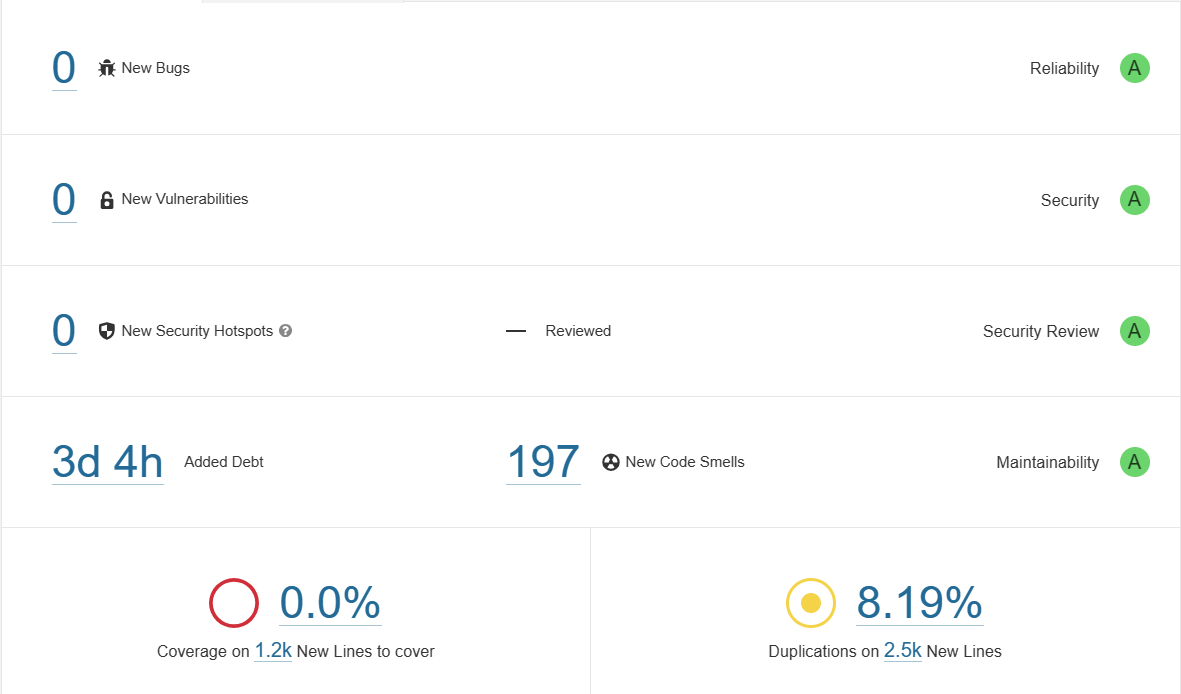 0 New Bugs Reliability A
0 New Vulnerabilities Security A
0 New Security Hotspots ? — Reviewed Security Review A
3d 4h Added Debt 197 New Code Smells Maintainability A
0.0% 8.19%
Coverage on 1.2k New Lines to cover Duplications on 2.5k New Lines